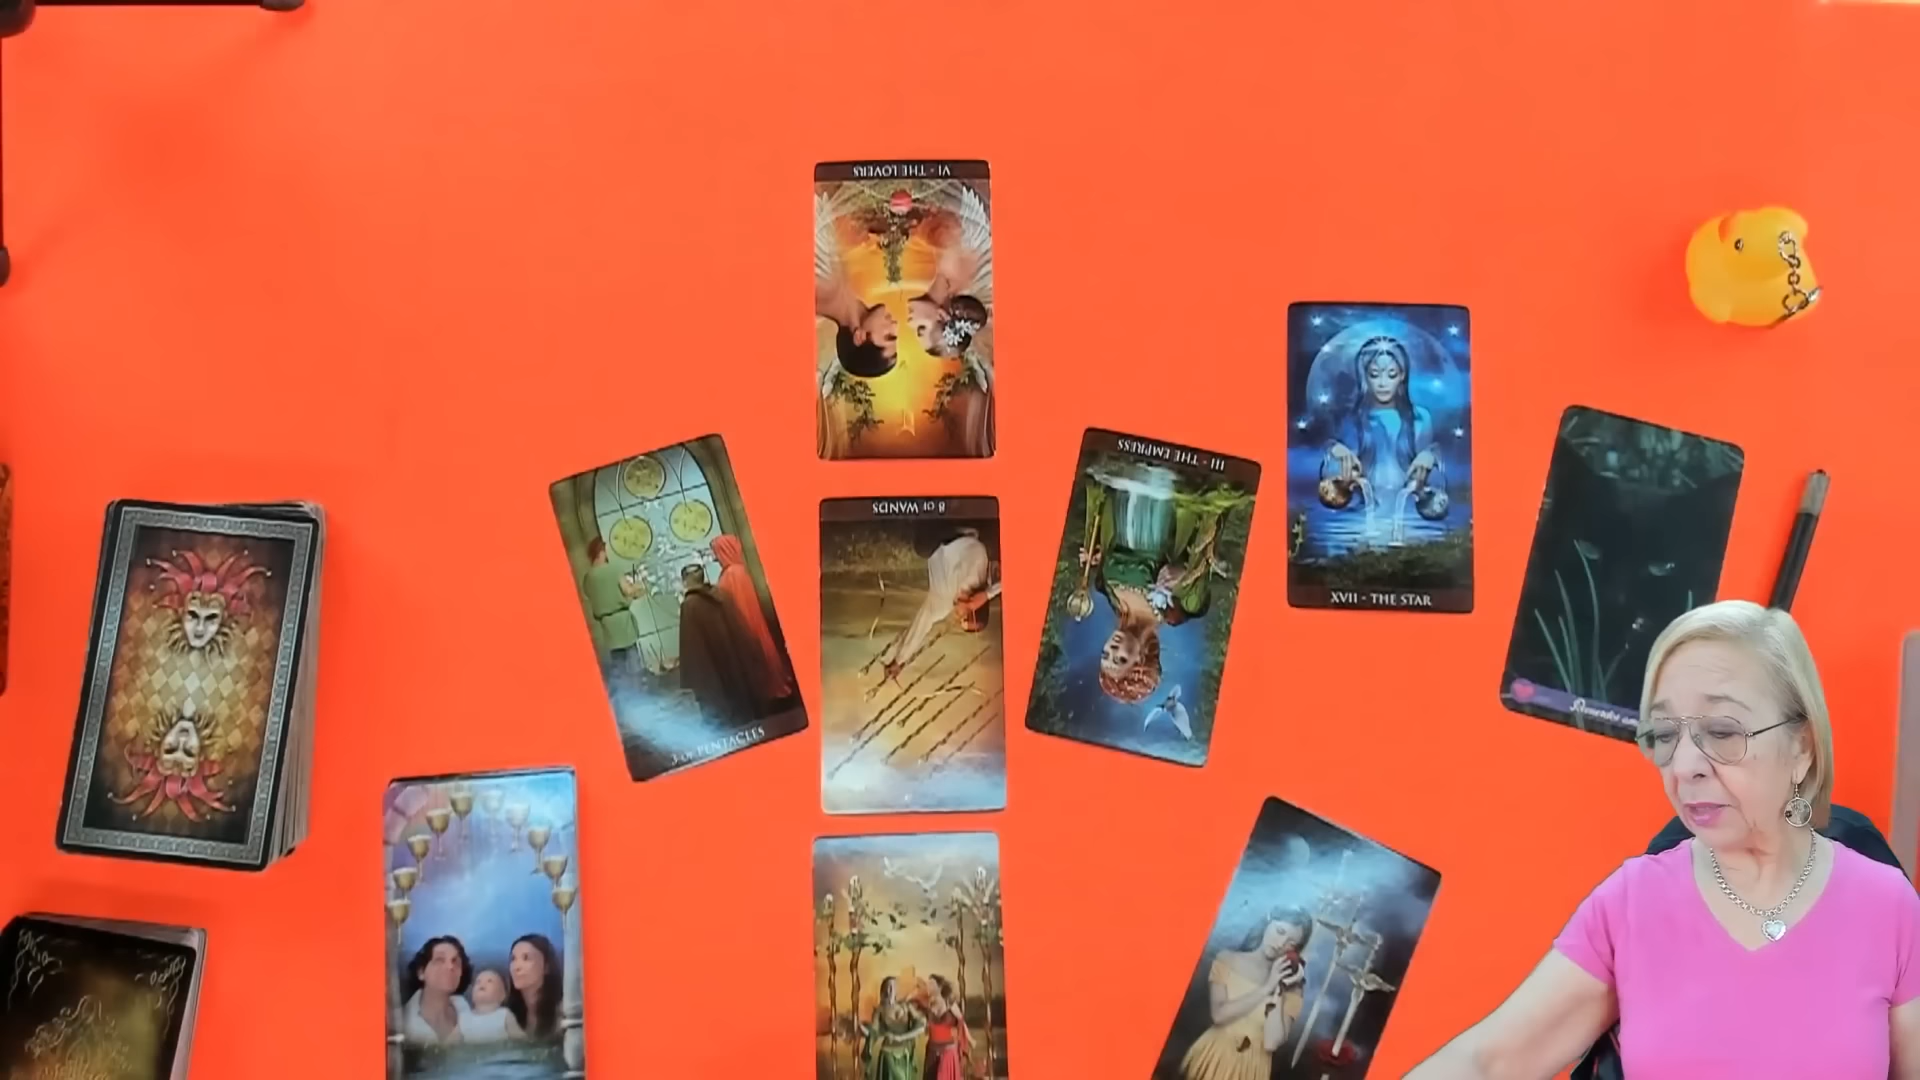 VI - THE LOVERS
III - THE EMPRESS
8 OF WANDS
XVII - THE STAR
3 OF PENTACLES